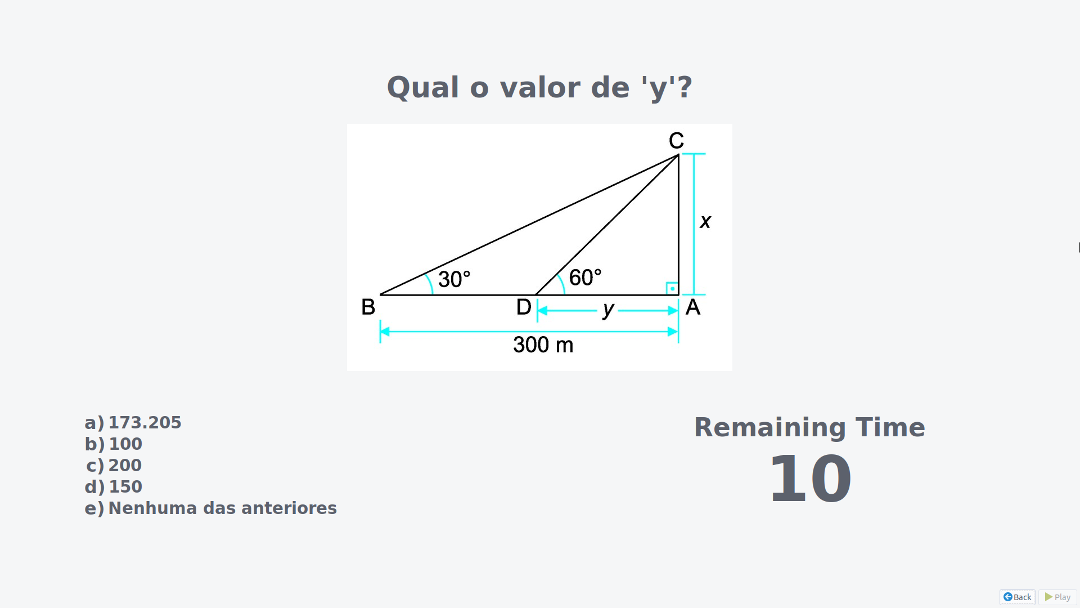 Qual o valor de 'y'?
C
x
30°
60°
B
D
y
A
300 m
a) 173.205
b) 100
c) 200
d) 150
e) Nenhuma das anteriores
Remaining Time
10
Back
Play